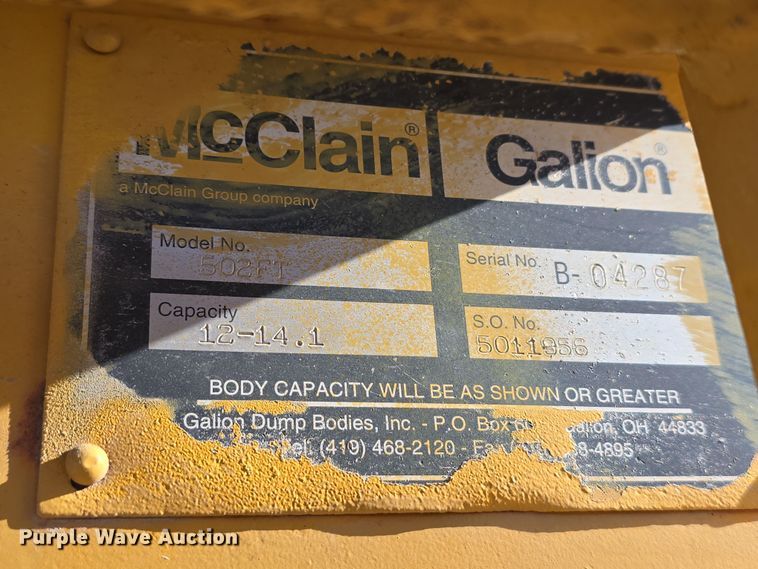 McClain® Galion®
a McClain Group company
Model No. 502FT
Serial No. B-04287
Capacity 12-14.1
S.O. No. 5011956
BODY CAPACITY WILL BE AS SHOWN OR GREATER
Galion Dump Bodies, Inc. - P.O. Box Galion, OH 44833
Tel. (419) 468-2120 -
Purple Wave Auction